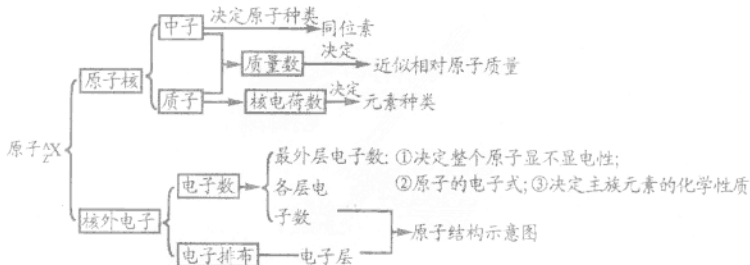 中子 决定原子种类 同位素
原子核 质量数 决定 近似相对原子质量
质子 核电荷数 决定 元素种类
原子 A Z X
最外层电子数: ①决定整个原子显不显电性;
电子数 各层电 ②原子的电子式;③决定主族元素的化学性质
核外电子 子数 原子结构示意图
电子排布 电子层